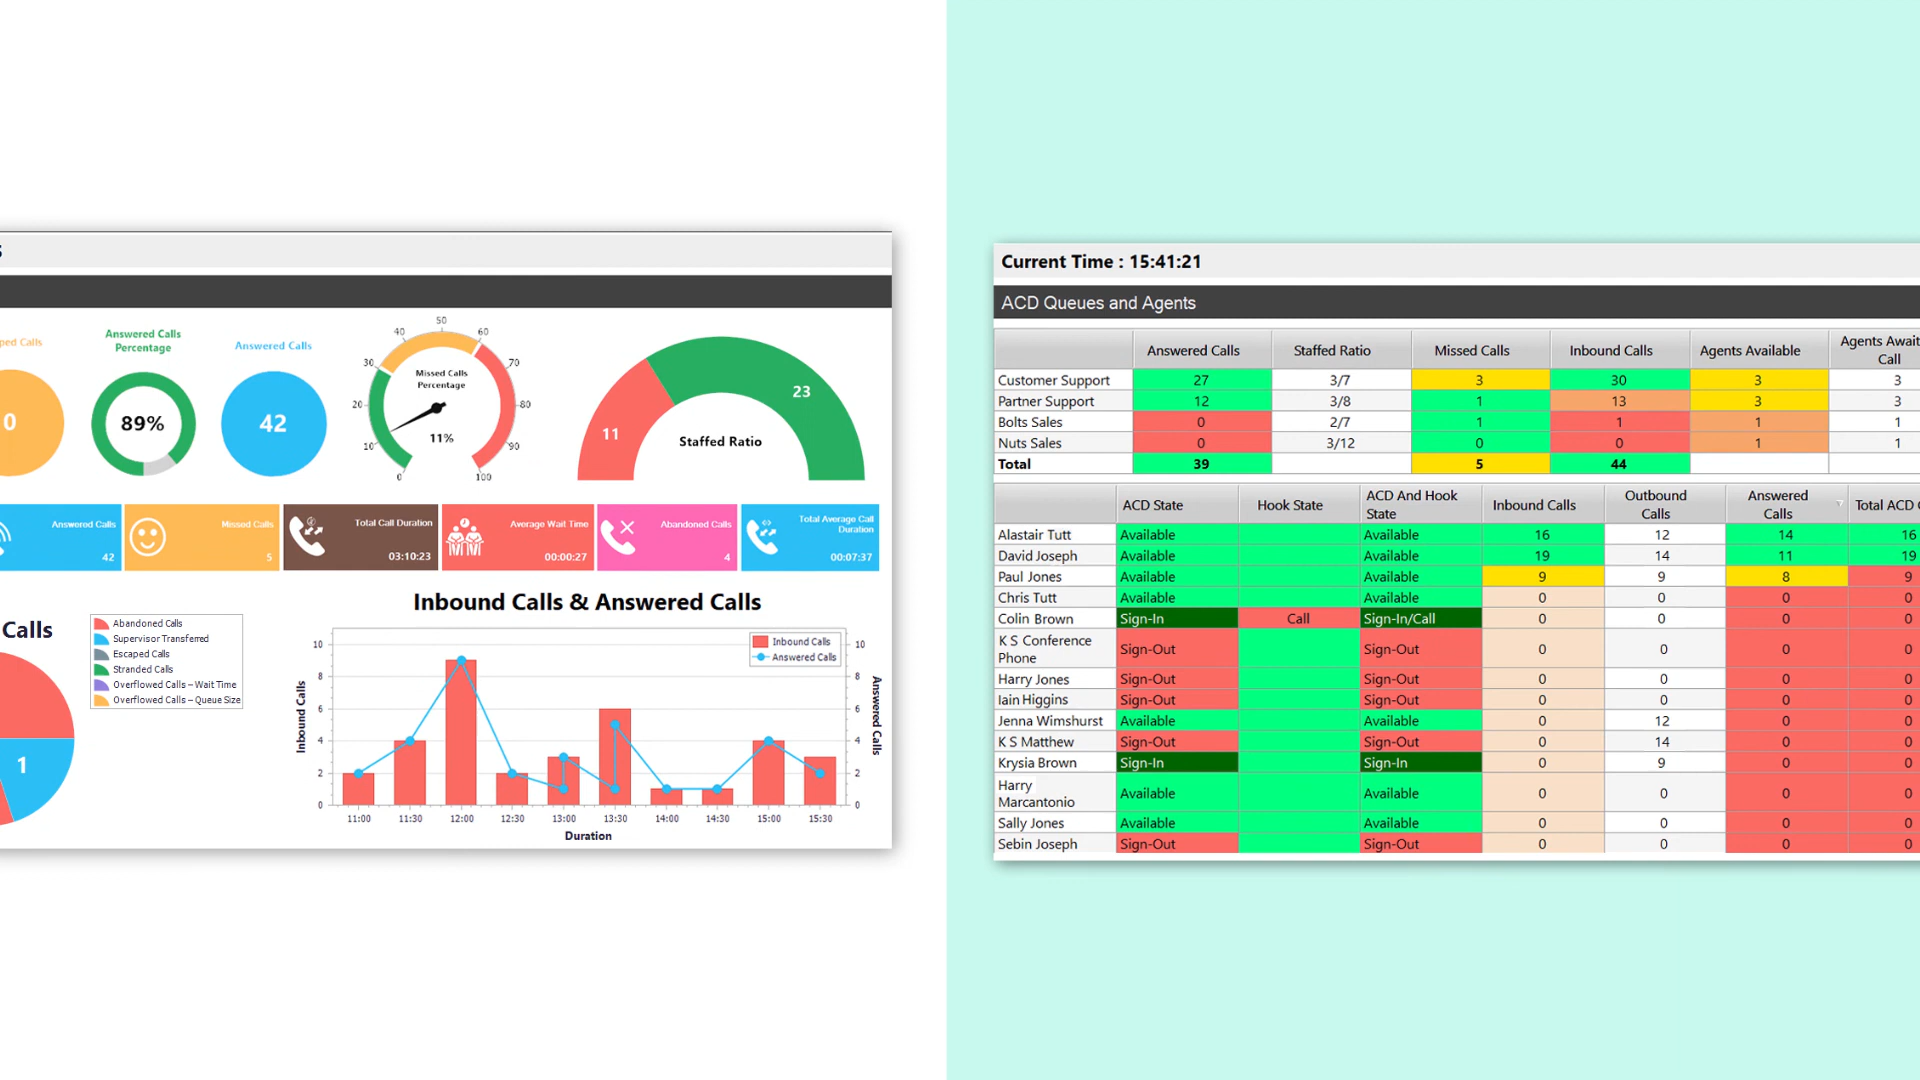 s
ped Calls
0
Answered Calls
Percentage
89%
Answered Calls
42
0
10
20
30
40
50
60
70
80
90
100
Missed Calls
Percentage
11%
11
23
Staffed Ratio
Answered Calls
42
Missed Calls
5
Total Call Duration
03:10:23
Average Wait Time
00:00:27
Abandoned Calls
4
Total Average Call
Duration
00:07:37
Calls
1
Abandoned Calls
Supervisor Transferred
Escaped Calls
Stranded Calls
Overflowed Calls – Wait Time
Overflowed Calls – Queue Size
Inbound Calls & Answered Calls
Inbound Calls
Answered Calls
Inbound Calls
10
8
6
4
2
0
10
8
6
4
2
0
Answered Calls
11:00 11:30 12:00 12:30 13:00 13:30 14:00 14:30 15:00 15:30
Duration
Current Time : 15:41:21
ACD Queues and Agents
Answered Calls Staffed Ratio Missed Calls Inbound Calls Agents Available Agents Await
Call
Customer Support 27 3/7 3 30 3 3
Partner Support 12 3/8 1 13 3 3
Bolts Sales 0 2/7 1 1 1 1
Nuts Sales 0 3/12 0 0 1 1
Total 39 5 44
ACD State Hook State ACD And Hook
State Inbound Calls Outbound
Calls Answered
Calls Total ACD C
Alastair Tutt Available Available 16 12 14 16
David Joseph Available Available 19 14 11 19
Paul Jones Available Available 9 9 8 9
Chris Tutt Available Available 0 0 0 0
Colin Brown Sign-In Call Sign-In/Call 0 0 0 0
K S Conference
Phone Sign-Out Sign-Out 0 0 0 0
Harry Jones Sign-Out Sign-Out 0 0 0 0
Iain Higgins Sign-Out Sign-Out 0 0 0 0
Jenna Wimshurst Available Available 0 12 0 0
K S Matthew Sign-Out Sign-Out 0 14 0 0
Krysia Brown Sign-In Sign-In 0 9 0 0
Harry
Marcantonio Available Available 0 0 0 0
Sally Jones Available Available 0 0 0 0
Sebin Joseph Sign-Out Sign-Out 0 0 0 0